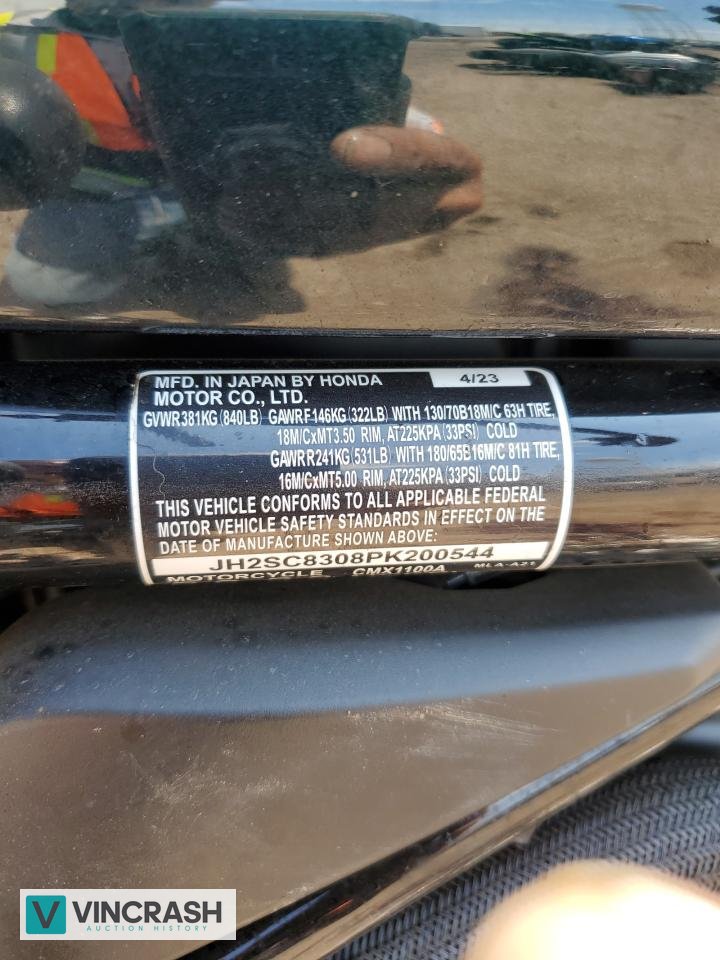 MFD. IN JAPAN BY HONDA 4/23
MOTOR CO., LTD.
GVWR381KG (840LB) GAWRF146KG (322LB) WITH 130/70B18M/C 63H TIRE,
18M/CxMT3.50 RIM, AT225KPA (33PSI) COLD
GAWRR241KG (531LB) WITH 180/65B16M/C 81H TIRE,
16M/CxMT5.00 RIM, AT225KPA (33PSI) COLD
THIS VEHICLE CONFORMS TO ALL APPLICABLE FEDERAL
MOTOR VEHICLE SAFETY STANDARDS IN EFFECT ON THE
DATE OF MANUFACTURE SHOWN ABOVE:
JH2SC8308PK200544
MOTORCYCLE CMX1100A MLA-A21
V VINCRASH
AUCTION HISTORY